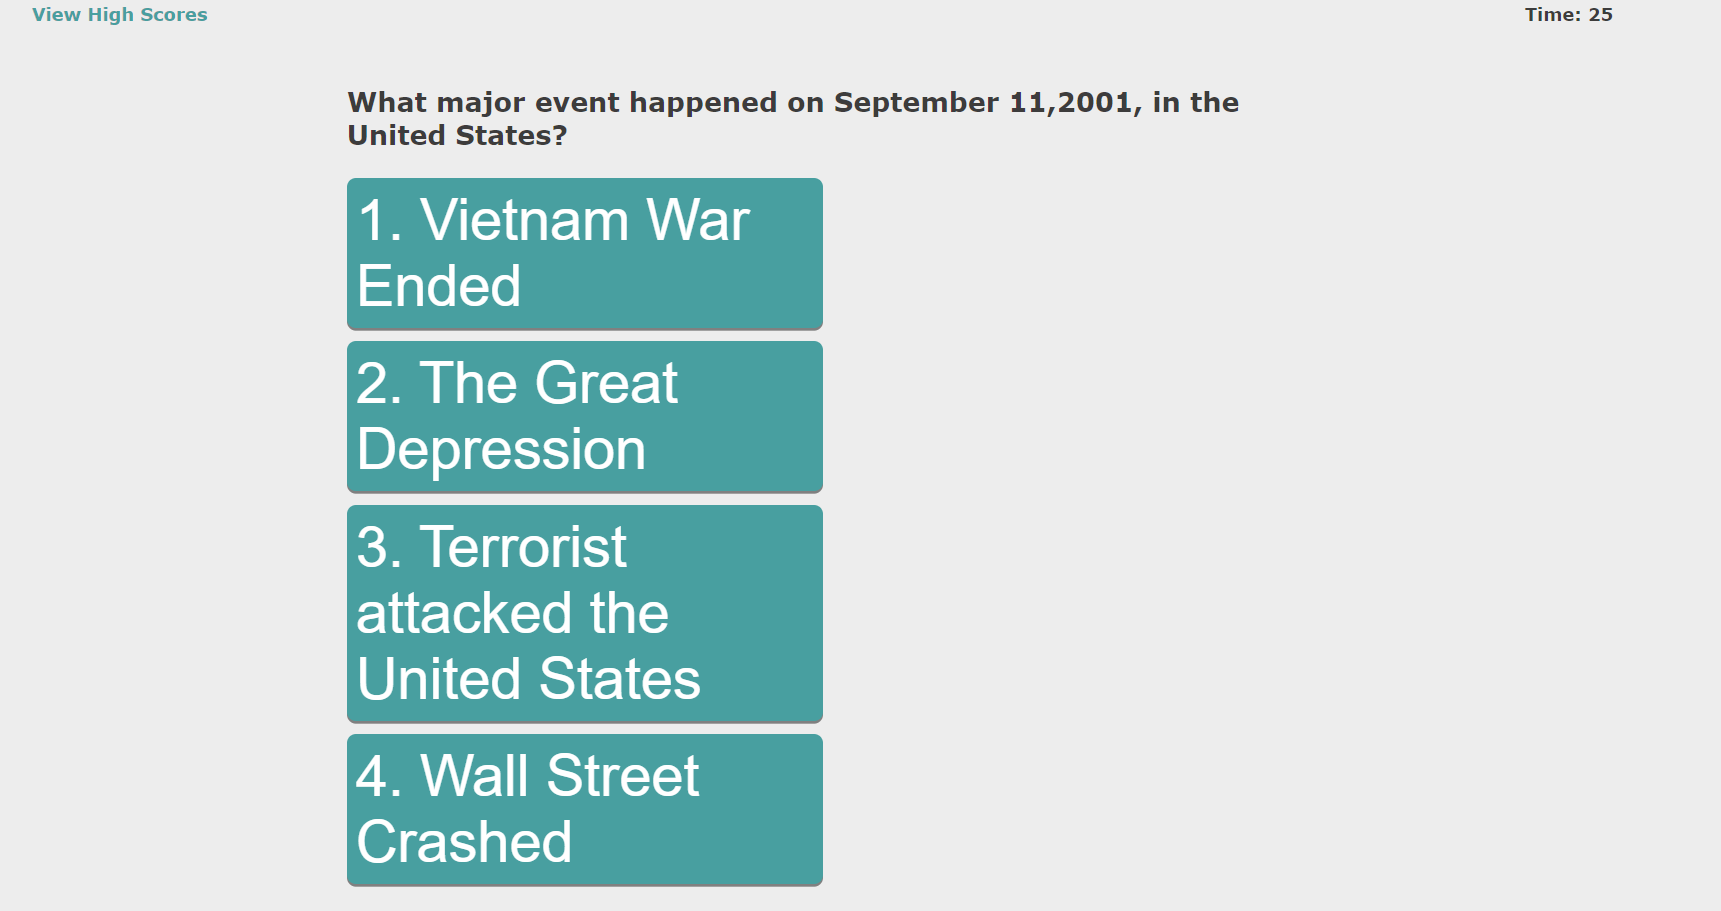 View High Scores
Time: 25
What major event happened on September 11,2001, in the
United States?
1. Vietnam War
Ended
2. The Great
Depression
3. Terrorist
attacked the
United States
4. Wall Street
Crashed